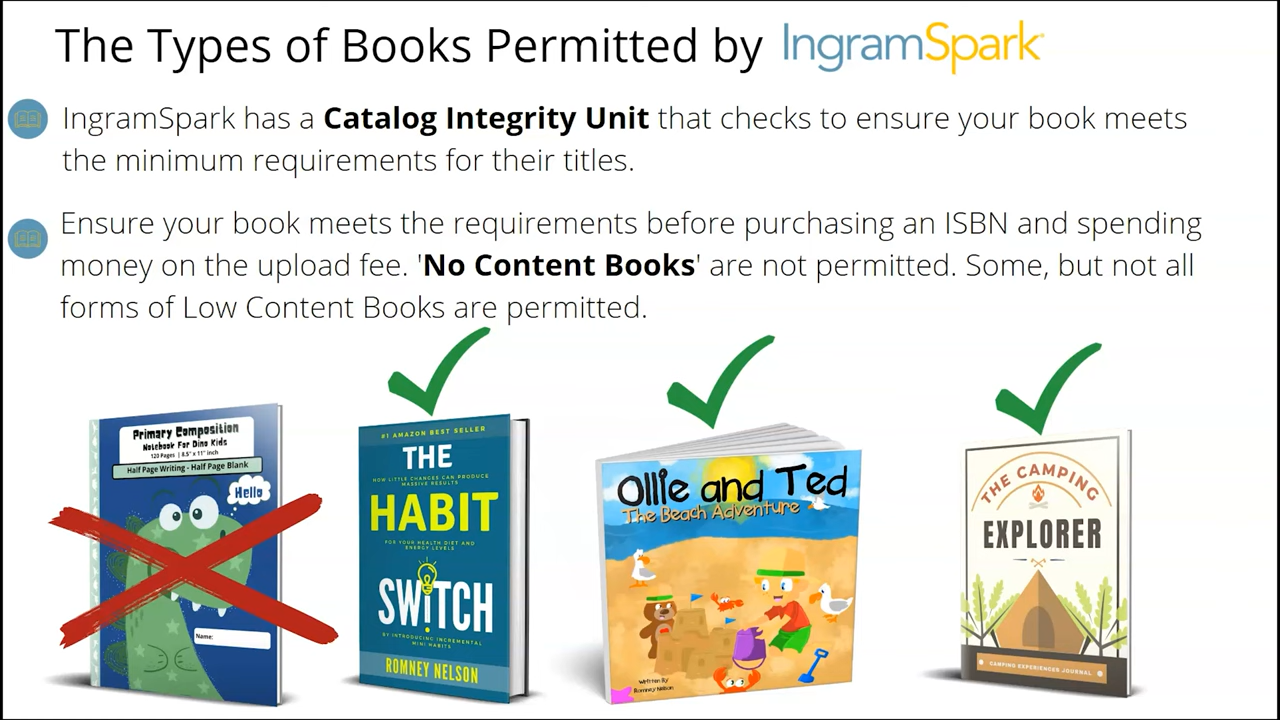 The Types of Books Permitted by IngramSpark
IngramSpark has a Catalog Integrity Unit that checks to ensure your book meets
the minimum requirements for their titles.
Ensure your book meets the requirements before purchasing an ISBN and spending
money on the upload fee. 'No Content Books' are not permitted. Some, but not all
forms of Low Content Books are permitted.
Primary Composition
Notebook For Dino Kids
120 Pages | 8.5" x 11" inch
Half Page Writing - Half Page Blank
Hello
Name:
#1 AMAZON BEST SELLER
THE
HOW LITTLE CHANGES CAN PRODUCE
MASSIVE RESULTS
HABIT
FOR YOUR HEALTH DIET AND
ENERGY LEVELS
SWiTCH
BY INTRODUCING INCREMENTAL
MINI HABITS
ROMNEY NELSON
Ollie and Ted
The Beach Adventure
Written By
Romney Nelson
THE CAMPING
EXPLORER
CAMPING EXPERIENCES JOURNAL